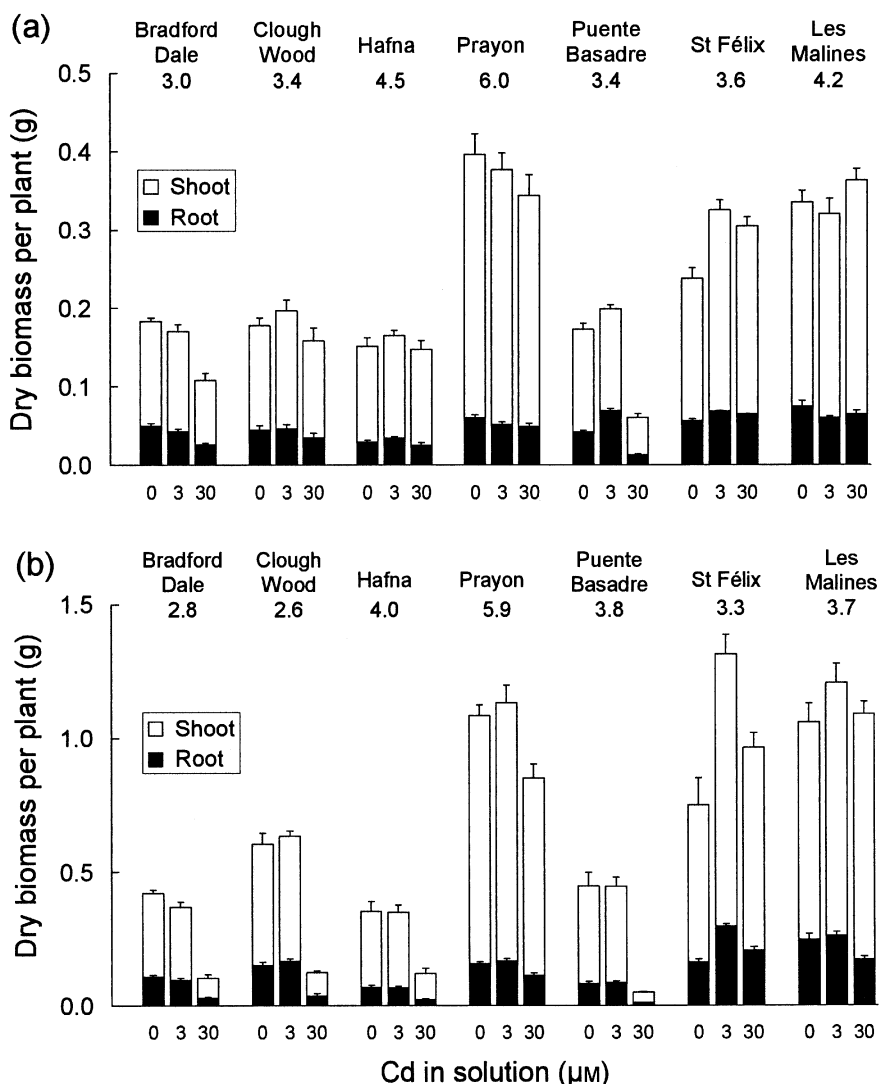 (a)
Bradford Dale 3.0
Clough Wood 3.4
Hafna 4.5
Prayon 6.0
Puente Basadre 3.4
St Félix 3.6
Les Malines 4.2
Dry biomass per plant (g)
0.5
0.4
0.3
0.2
0.1
0.0
Shoot
Root
0 3 30 0 3 30 0 3 30 0 3 30 0 3 30 0 3 30 0 3 30
(b)
Bradford Dale 2.8
Clough Wood 2.6
Hafna 4.0
Prayon 5.9
Puente Basadre 3.8
St Félix 3.3
Les Malines 3.7
Dry biomass per plant (g)
1.5
1.0
0.5
0.0
Shoot
Root
0 3 30 0 3 30 0 3 30 0 3 30 0 3 30 0 3 30 0 3 30
Cd in solution (μM)